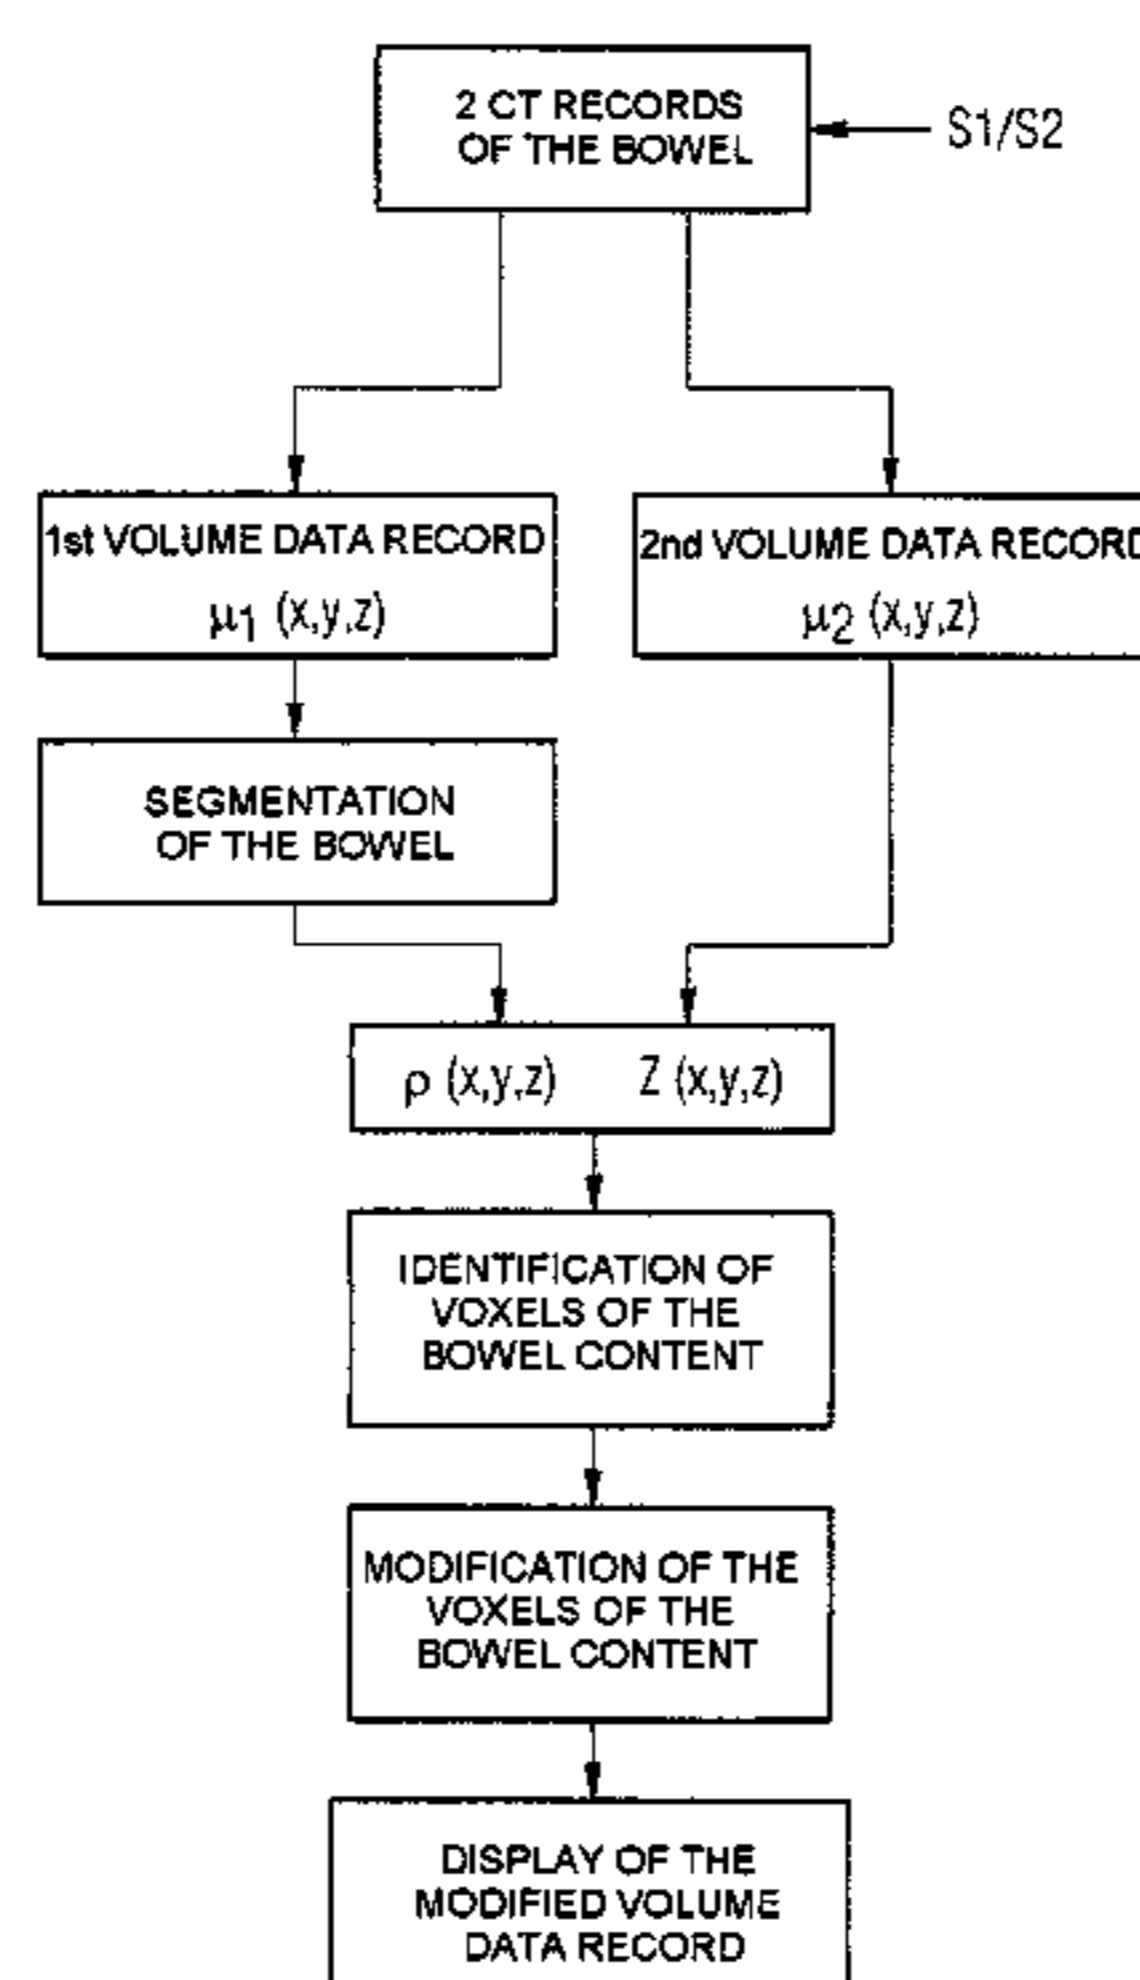 2 CT RECORDS
OF THE BOWEL
S1/S2
1st VOLUME DATA RECORD
μ1 (x,y,z)
2nd VOLUME DATA RECORD
μ2 (x,y,z)
SEGMENTATION
OF THE BOWEL
ρ (x,y,z) Z (x,y,z)
IDENTIFICATION OF
VOXELS OF THE
BOWEL CONTENT
MODIFICATION OF THE
VOXELS OF THE
BOWEL CONTENT
DISPLAY OF THE
MODIFIED VOLUME
DATA RECORD